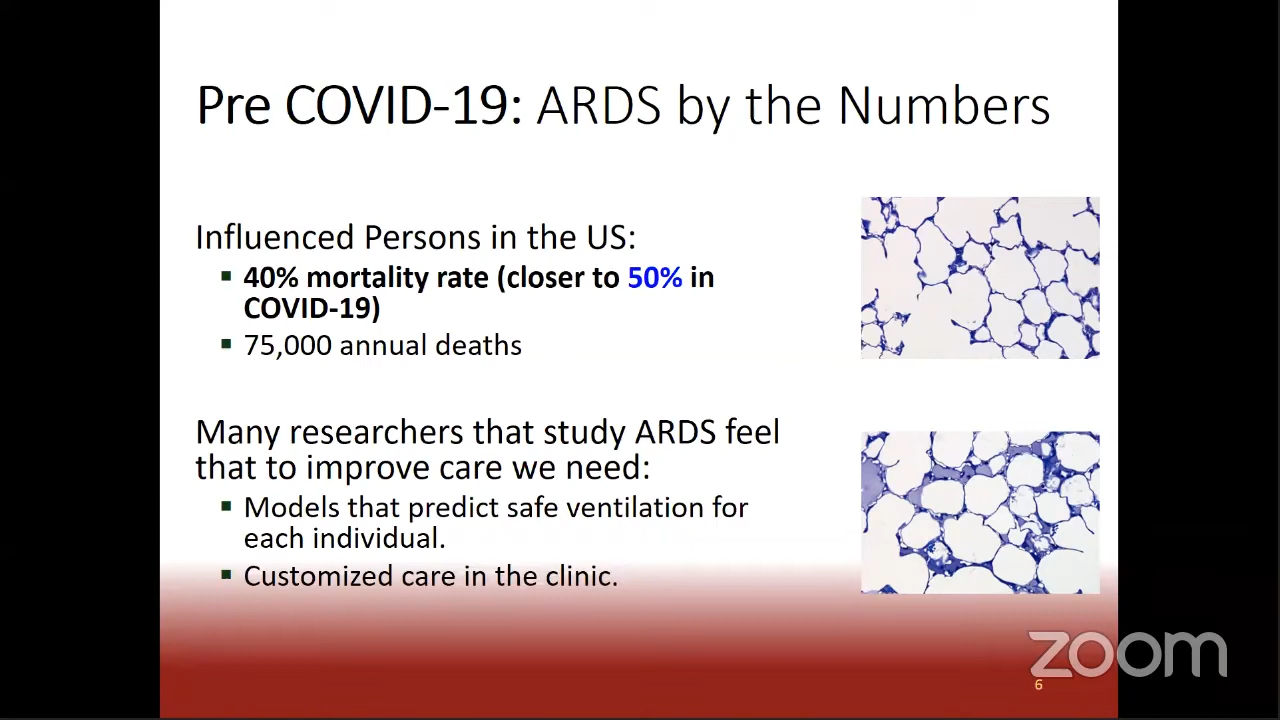 Pre COVID-19: ARDS by the Numbers
Influenced Persons in the US:
▪ 40% mortality rate (closer to 50% in
COVID-19)
▪ 75,000 annual deaths
Many researchers that study ARDS feel
that to improve care we need:
▪ Models that predict safe ventilation for
each individual.
▪ Customized care in the clinic.
zoom
6